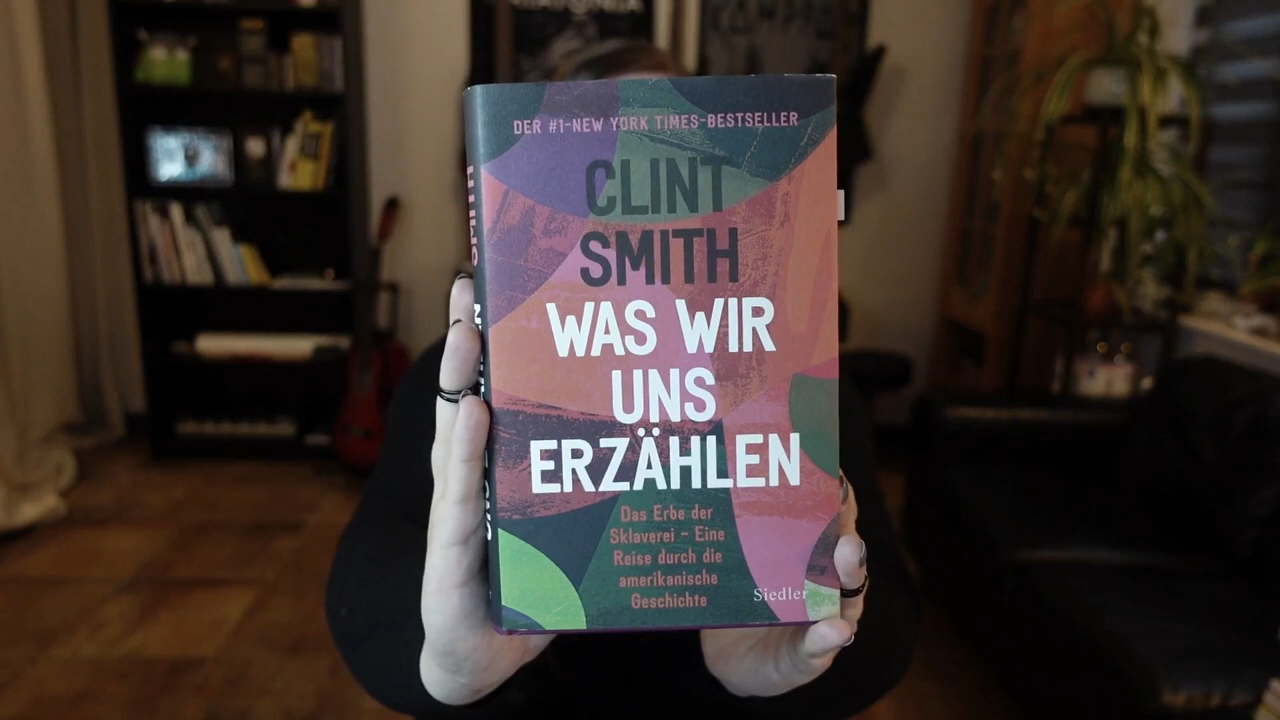 DER #1-NEW YORK TIMES-BESTSELLER
CLINT
SMITH
WAS WIR
UNS
ERZÄHLEN
Das Erbe der
Sklaverei – Eine
Reise durch die
amerikanische
Geschichte
Siedler